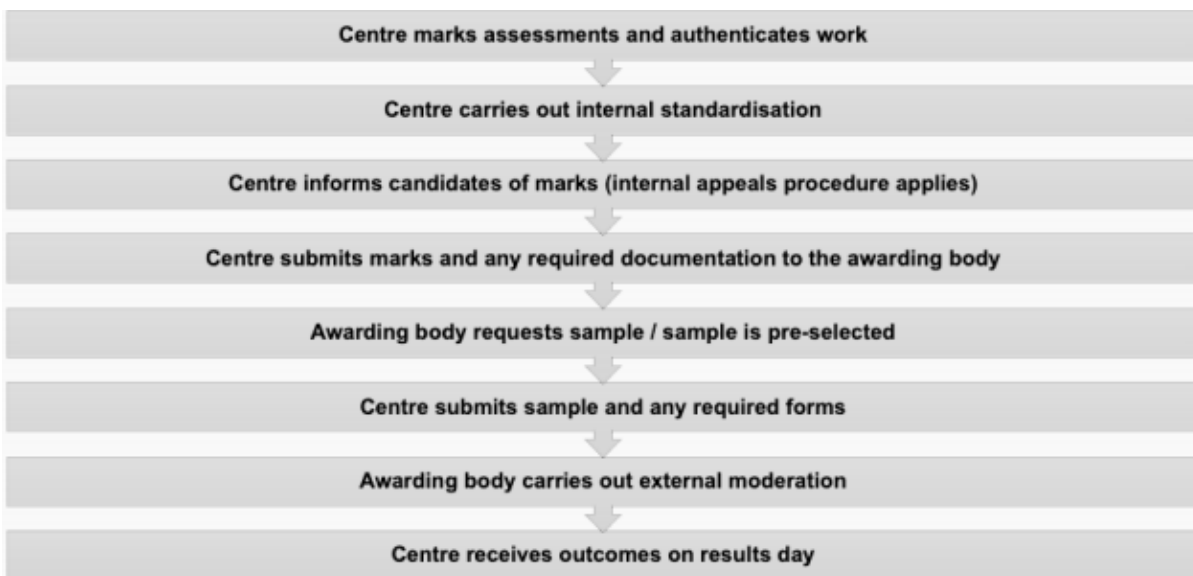 Centre marks assessments and authenticates work
Centre carries out internal standardisation
Centre informs candidates of marks (internal appeals procedure applies)
Centre submits marks and any required documentation to the awarding body
Awarding body requests sample / sample is pre-selected
Centre submits sample and any required forms
Awarding body carries out external moderation
Centre receives outcomes on results day